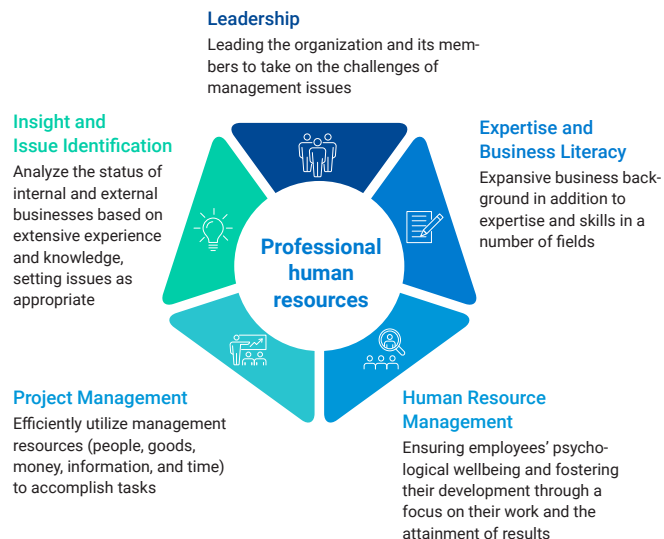 Leadership
Leading the organization and its mem-
bers to take on the challenges of
management issues
Insight and
Issue Identification
Analyze the status of
internal and external
businesses based on
extensive experience
and knowledge,
setting issues as
appropriate
Expertise and
Business Literacy
Expansive business back-
ground in addition to
expertise and skills in a
number of fields
Professional
human
resources
Project Management
Efficiently utilize management
resources (people, goods,
money, information, and time)
to accomplish tasks
Human Resource
Management
Ensuring employees’ psycho-
logical wellbeing and fostering
their development through a
focus on their work and the
attainment of results